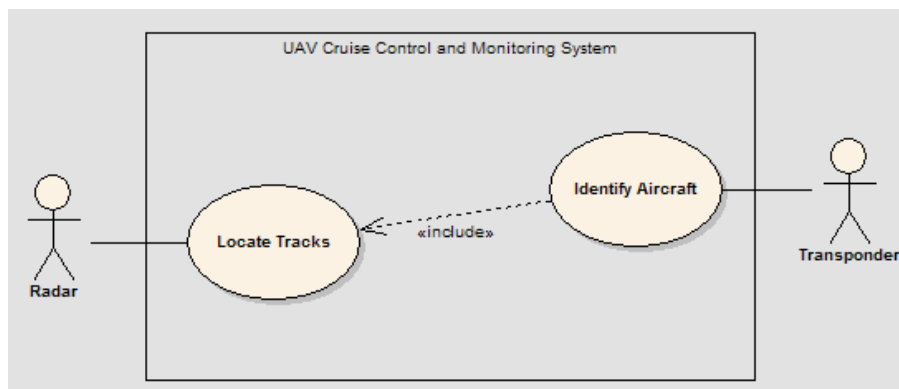 UAV Cruise Control and Monitoring System
Identify Aircraft
Locate Tracks
«include»
Transponder
Radar